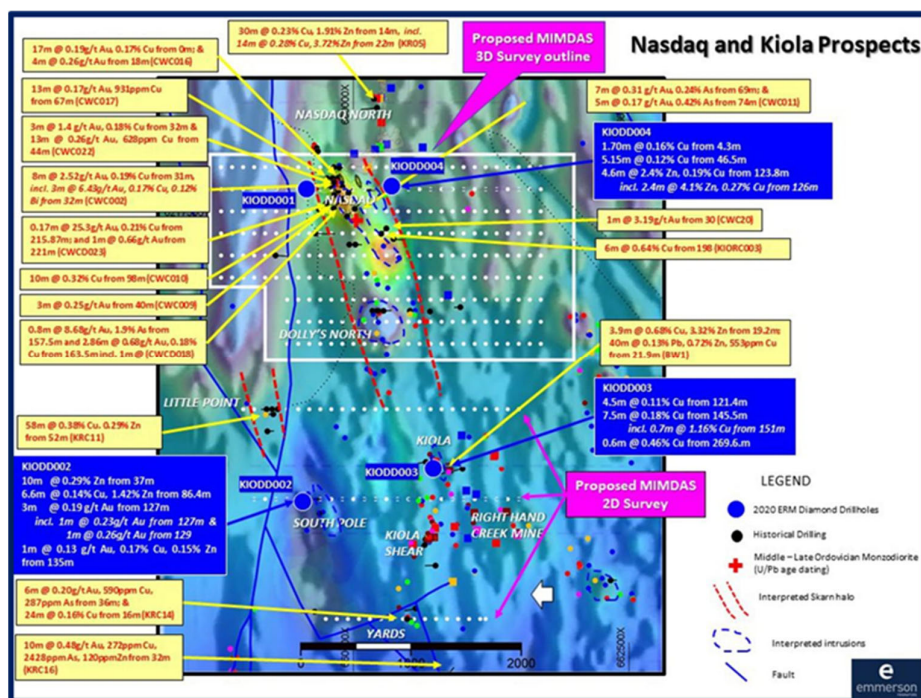 Nasdaq and Kiola Prospects
30m @ 0.23% Cu, 1.91% Zn from 14m, incl.
14m @ 0.28% Cu, 3.72% Zn from 22m (KR05)
Proposed MIMDAS
3D Survey outline
17m @ 0.19g/t Au, 0.17% Cu from 0m; &
4m @ 0.26g/t Au from 18m (CWC016)
13m @ 0.17g/t Au, 931ppm Cu
from 67m (CWC017)
3m @ 1.4 g/t Au, 0.18% Cu from 32m &
13m @ 0.26g/t Au, 628ppm Cu from
44m (CWC022)
8m @ 2.52g/t Au, 0.19% Cu from 31m,
incl. 3m @ 6.43g/t Au, 0.17% Cu, 0.12%
Bi from 32m (CWC002)
0.17m @ 25.3g/t Au, 0.21% Cu from
215.87m; and 1m @ 0.66g/t Au from
221m (CWCD023)
10m @ 0.32% Cu from 98m (CWC010)
3m @ 0.25g/t Au from 40m (CWC009)
0.8m @ 8.68g/t Au, 1.9% As from
157.5m and 2.86m @ 0.68g/t Au, 0.18%
Cu from 163.5m incl. 1m @ (CWCD018)
7m @ 0.31 g/t Au, 0.24% As from 69m; &
5m @ 0.17 g/t Au, 0.42% As from 74m (CWC011)
KIODD004
1.70m @ 0.16% Cu from 4.3m
5.15m @ 0.12% Cu from 46.5m
4.6m @ 2.4% Zn, 0.19% Cu from 123.8m
incl. 2.4m @ 4.1% Zn, 0.27% Cu from 126m
1m @ 3.19g/t Au from 30 (CWC20)
6m @ 0.64% Cu from 198 (KIORC003)
3.9m @ 0.68% Cu, 3.32% Zn from 19.2m;
40m @ 0.13% Pb, 0.72% Zn, 553ppm Cu
from 21.9m (BW1)
KIODD003
4.5m @ 0.11% Cu from 121.4m
7.5m @ 0.18% Cu from 145.5m
incl. 0.7m @ 1.16% Cu from 151m
0.6m @ 0.46% Cu from 269.6.m
58m @ 0.38% Cu, 0.29% Zn
from 52m (KRC11)
KIODD002
10m @ 0.29% Zn from 37m
6.6m @ 0.14% Cu, 1.42% Zn from 86.4m
3m @ 0.19 g/t Au from 127m
incl. 1m @ 0.23g/t Au from 127m &
1m @ 0.26g/t Au from 129
1m @ 0.13 g/t Au, 0.17% Cu, 0.15% Zn
from 135m
6m @ 0.20g/t Au, 590ppm Cu,
287ppm As from 36m; &
24m @ 0.16% Cu from 16m (KRC14)
10m @ 0.48g/t Au, 272ppm Cu,
2428ppm As, 120ppm Zn from 32m
(KRC16)
NASDAQ NORTH
KIODD001
KIODD004
NASDAQ
DOLLY'S NORTH
LITTLE POINT
KIOLA
KIODD003
KIODD002
SOUTH POLE
KIOLA
SHEAR
RIGHT HAND
CREEK MINE
YARDS
Proposed MIMDAS
2D Survey
0
1000
2000
662500X
LEGEND
2020 ERM Diamond Drillholes
Historical Drilling
Middle – Late Ordovician Monzodiorite
(U/Pb age dating)
Interpreted Skarn halo
Interpreted intrusions
Fault
e
emmerson